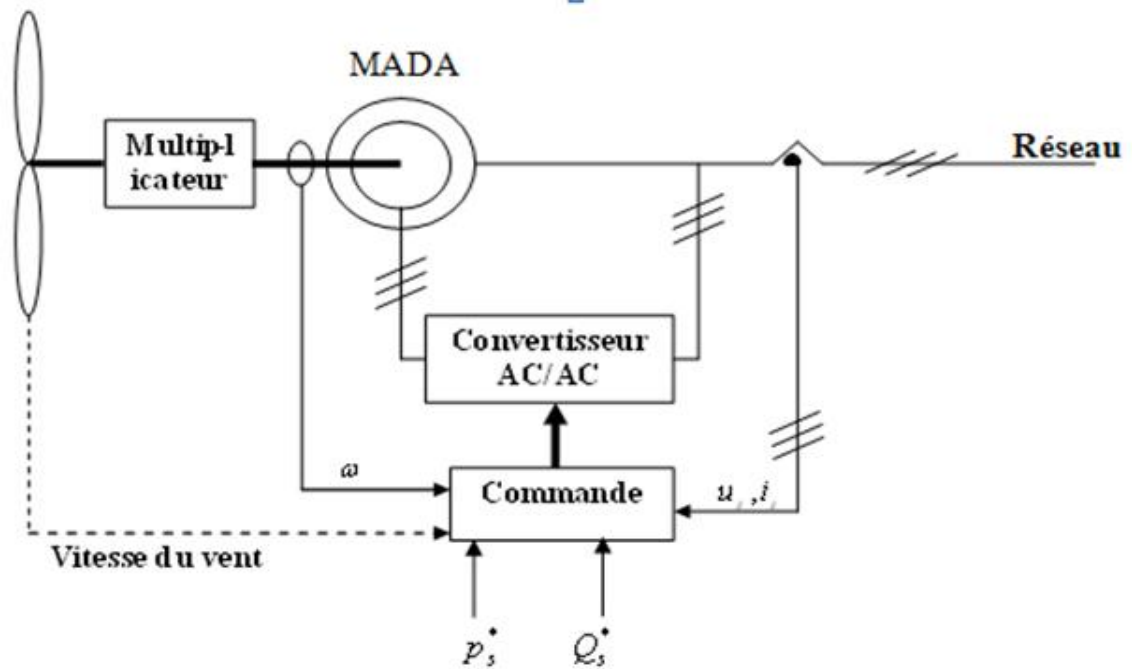 MADA
Multip-l
icateur
Réseau
Convertisseur
AC/AC
ω
Commande
u, ,i,
Vitesse du vent
p*s
Q*s